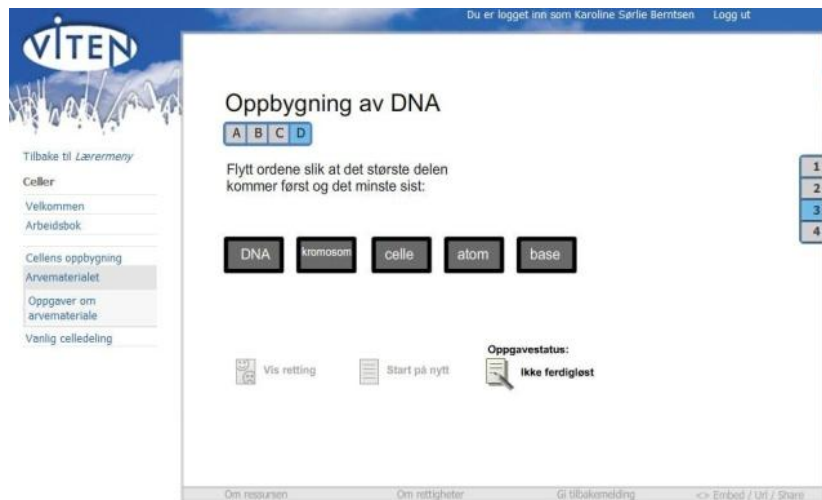 Du er logget inn som Karoline Sørlie Berntsen Logg ut
VITEN
Oppbygning av DNA
A B C D
Flytt ordene slik at det største delen
kommer først og det minste sist:
Tilbake til Lærermeny
Celler
Velkommen
Arbeidsbok
Cellens oppbygning
Arvematerialet
Oppgaver om
arvemateriale
Vanlig celledeling
1
2
3
4
DNA kromosom celle atom base
Vis retting
Start på nytt
Oppgavestatus:
Ikke ferdigløst
Om ressursen Om rettigheter Gi tilbakemelding <> Embed / Url / Share